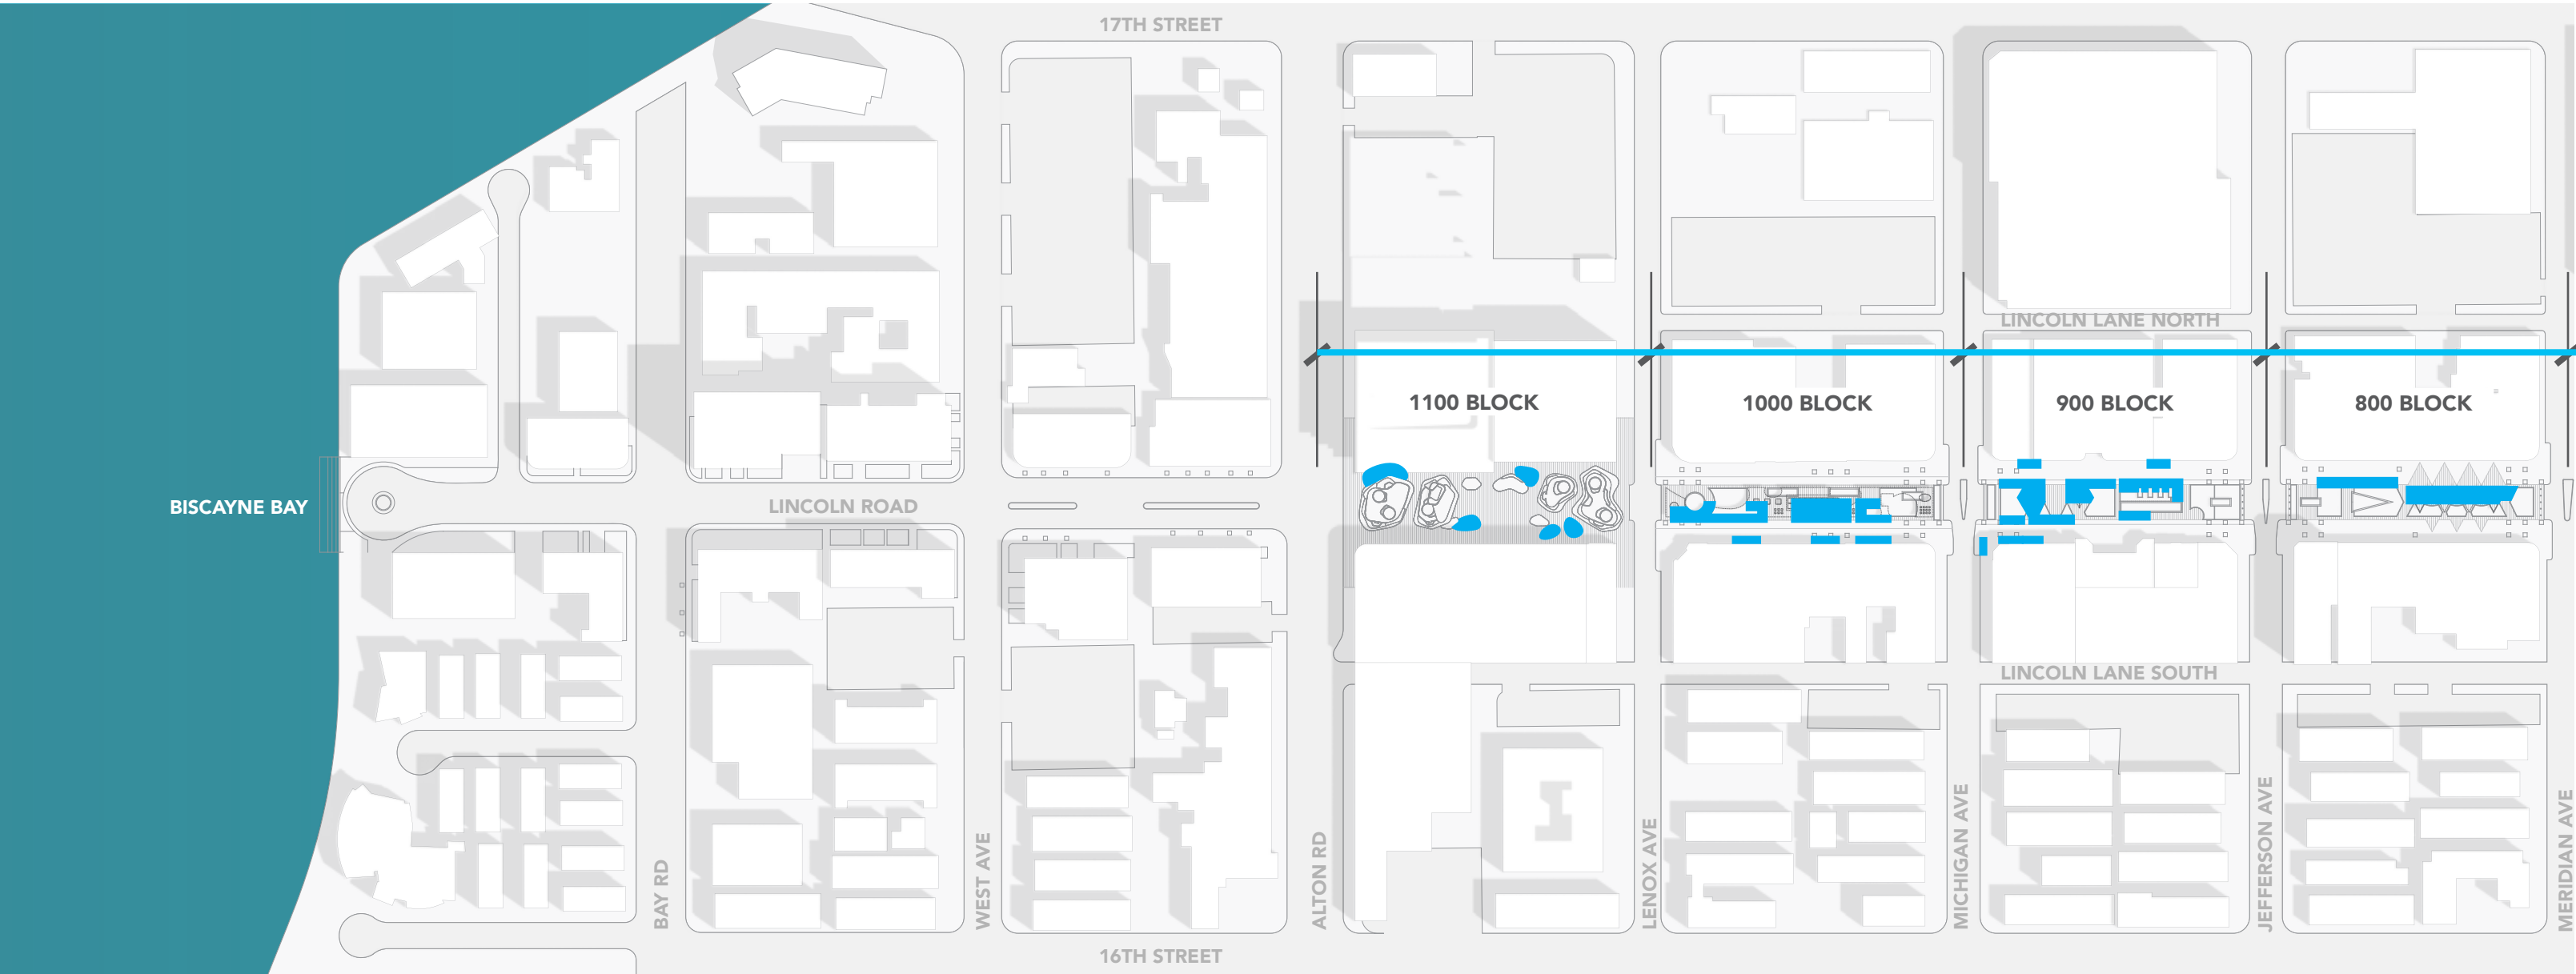 17TH STREET
LINCOLN LANE NORTH
1100 BLOCK
1000 BLOCK
900 BLOCK
800 BLOCK
BISCAYNE BAY
LINCOLN ROAD
LINCOLN LANE SOUTH
BAY RD
WEST AVE
ALTON RD
LENOX AVE
MICHIGAN AVE
JEFFERSON AVE
MERIDIAN AVE
16TH STREET